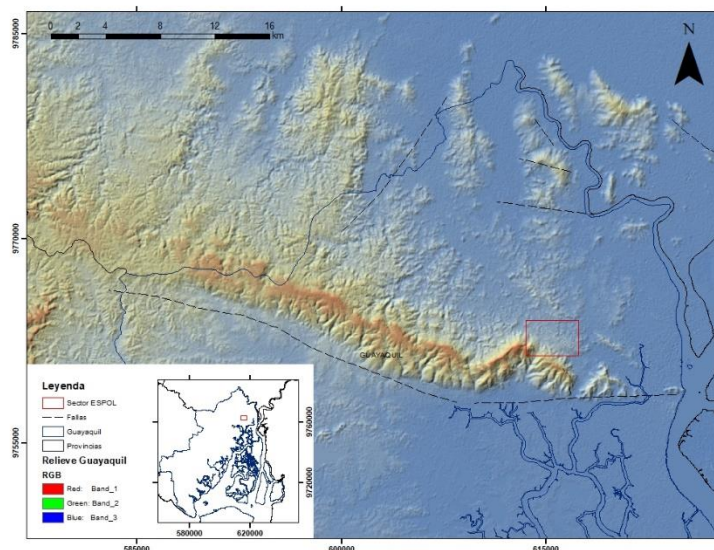 9785000
0 2 4 8 12 16
km
N
9770000
GUAYAQUIL
9755000
Leyenda
Sector ESPOL
Fallas
Guayaquil
Provincias
Relieve Guayaquil
RGB
Red: Band_1
Green: Band_2
Blue: Band_3
9760000
9720000
580000 620000
585000 600000 615000